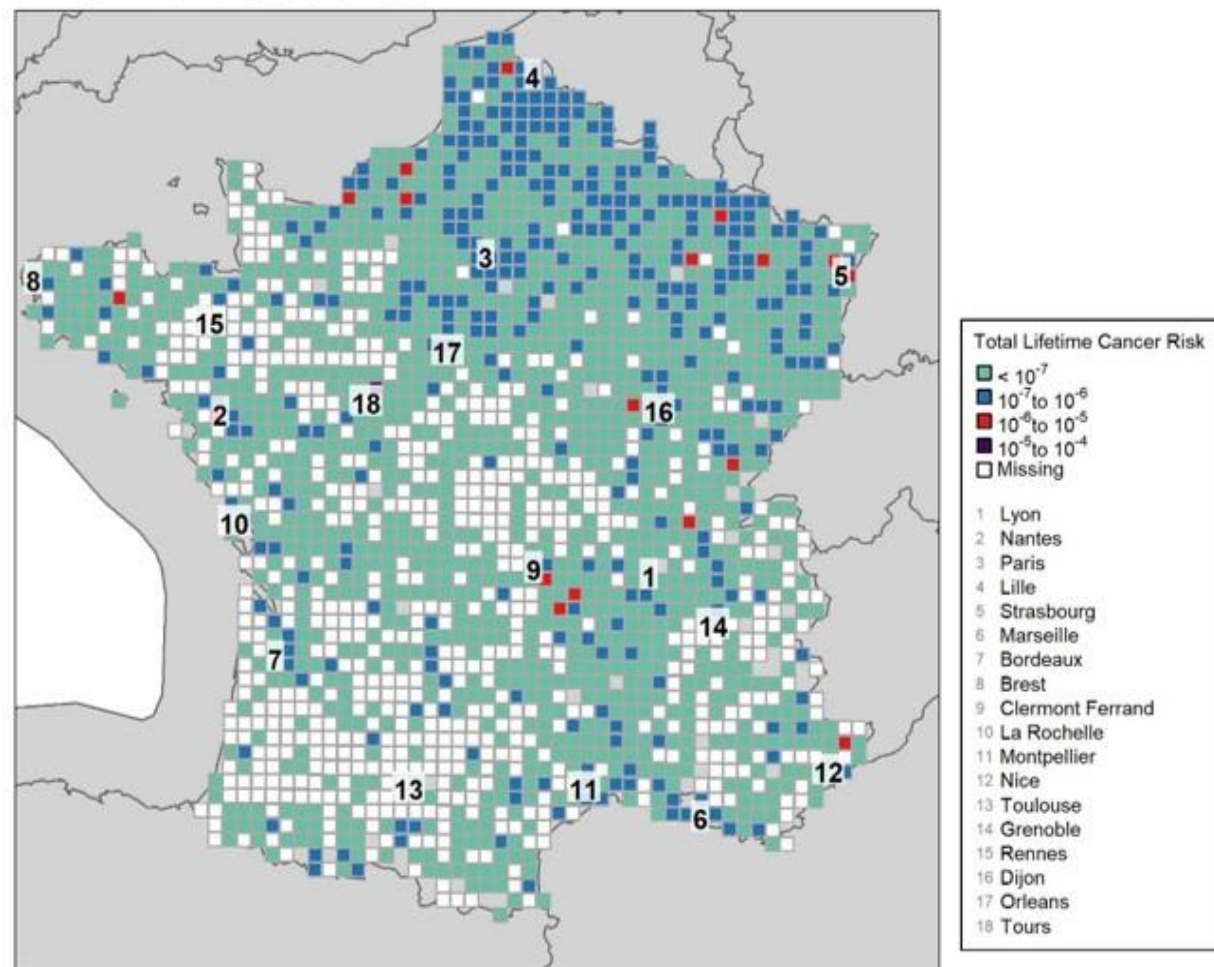 4
3
5
8
15
17
18
16
2
10
9
1
14
7
13
11
12
6
Total Lifetime Cancer Risk
< 10-7
10-7to 10-6
10-6to 10-5
10-5to 10-4
Missing
1 Lyon
2 Nantes
3 Paris
4 Lille
5 Strasbourg
6 Marseille
7 Bordeaux
8 Brest
9 Clermont Ferrand
10 La Rochelle
11 Montpellier
12 Nice
13 Toulouse
14 Grenoble
15 Rennes
16 Dijon
17 Orleans
18 Tours